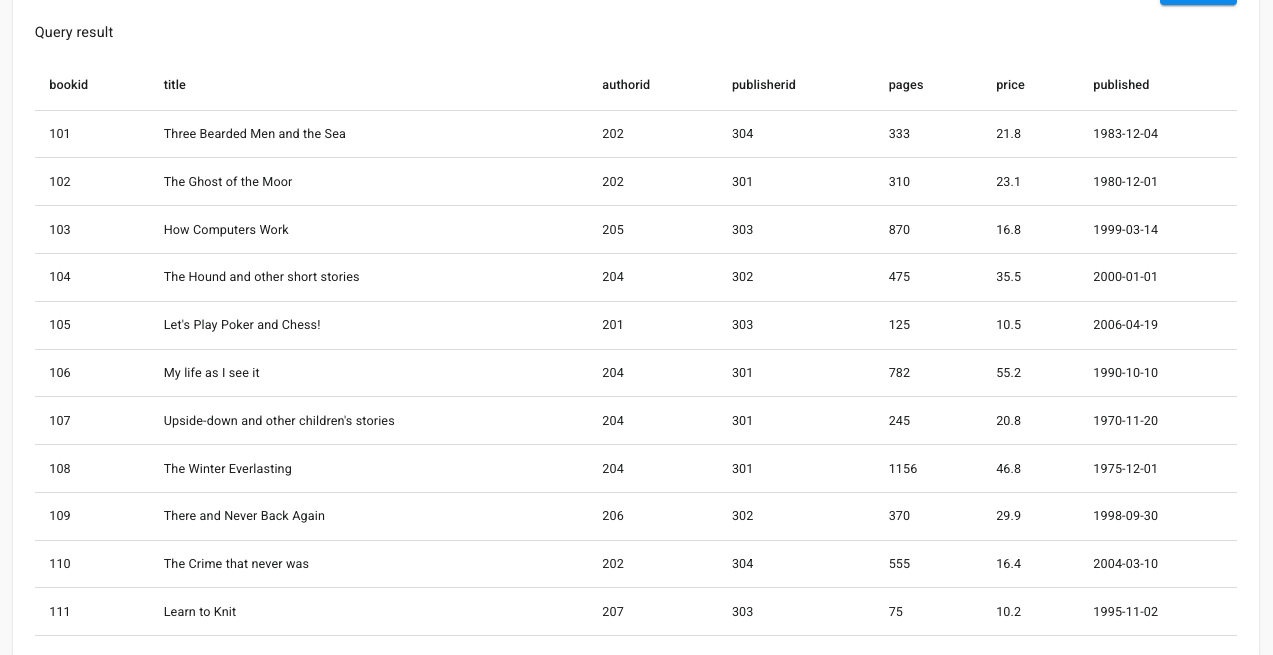 Query result
bookid title authorid publisherid pages price published
101 Three Bearded Men and the Sea 202 304 333 21.8 1983-12-04
102 The Ghost of the Moor 202 301 310 23.1 1980-12-01
103 How Computers Work 205 303 870 16.8 1999-03-14
104 The Hound and other short stories 204 302 475 35.5 2000-01-01
105 Let's Play Poker and Chess! 201 303 125 10.5 2006-04-19
106 My life as I see it 204 301 782 55.2 1990-10-10
107 Upside-down and other children's stories 204 301 245 20.8 1970-11-20
108 The Winter Everlasting 204 301 1156 46.8 1975-12-01
109 There and Never Back Again 206 302 370 29.9 1998-09-30
110 The Crime that never was 202 304 555 16.4 2004-03-10
111 Learn to Knit 207 303 75 10.2 1995-11-02